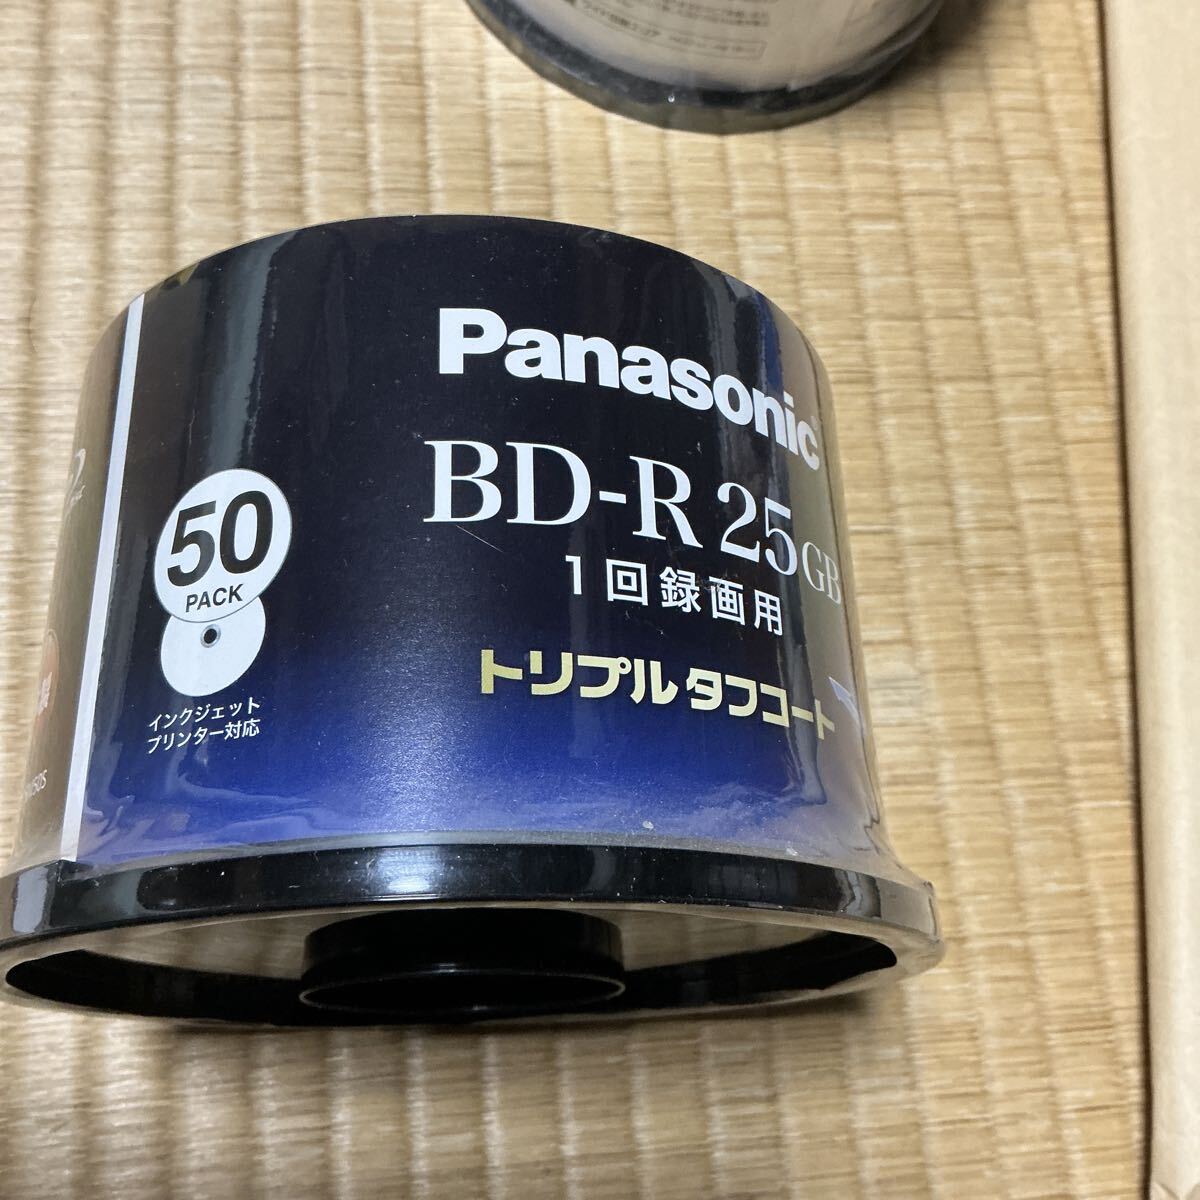 Panasonic
BD-R 25GB
1回録画用
トリプルタフコート
50
PACK
インクジェット
プリンター対応